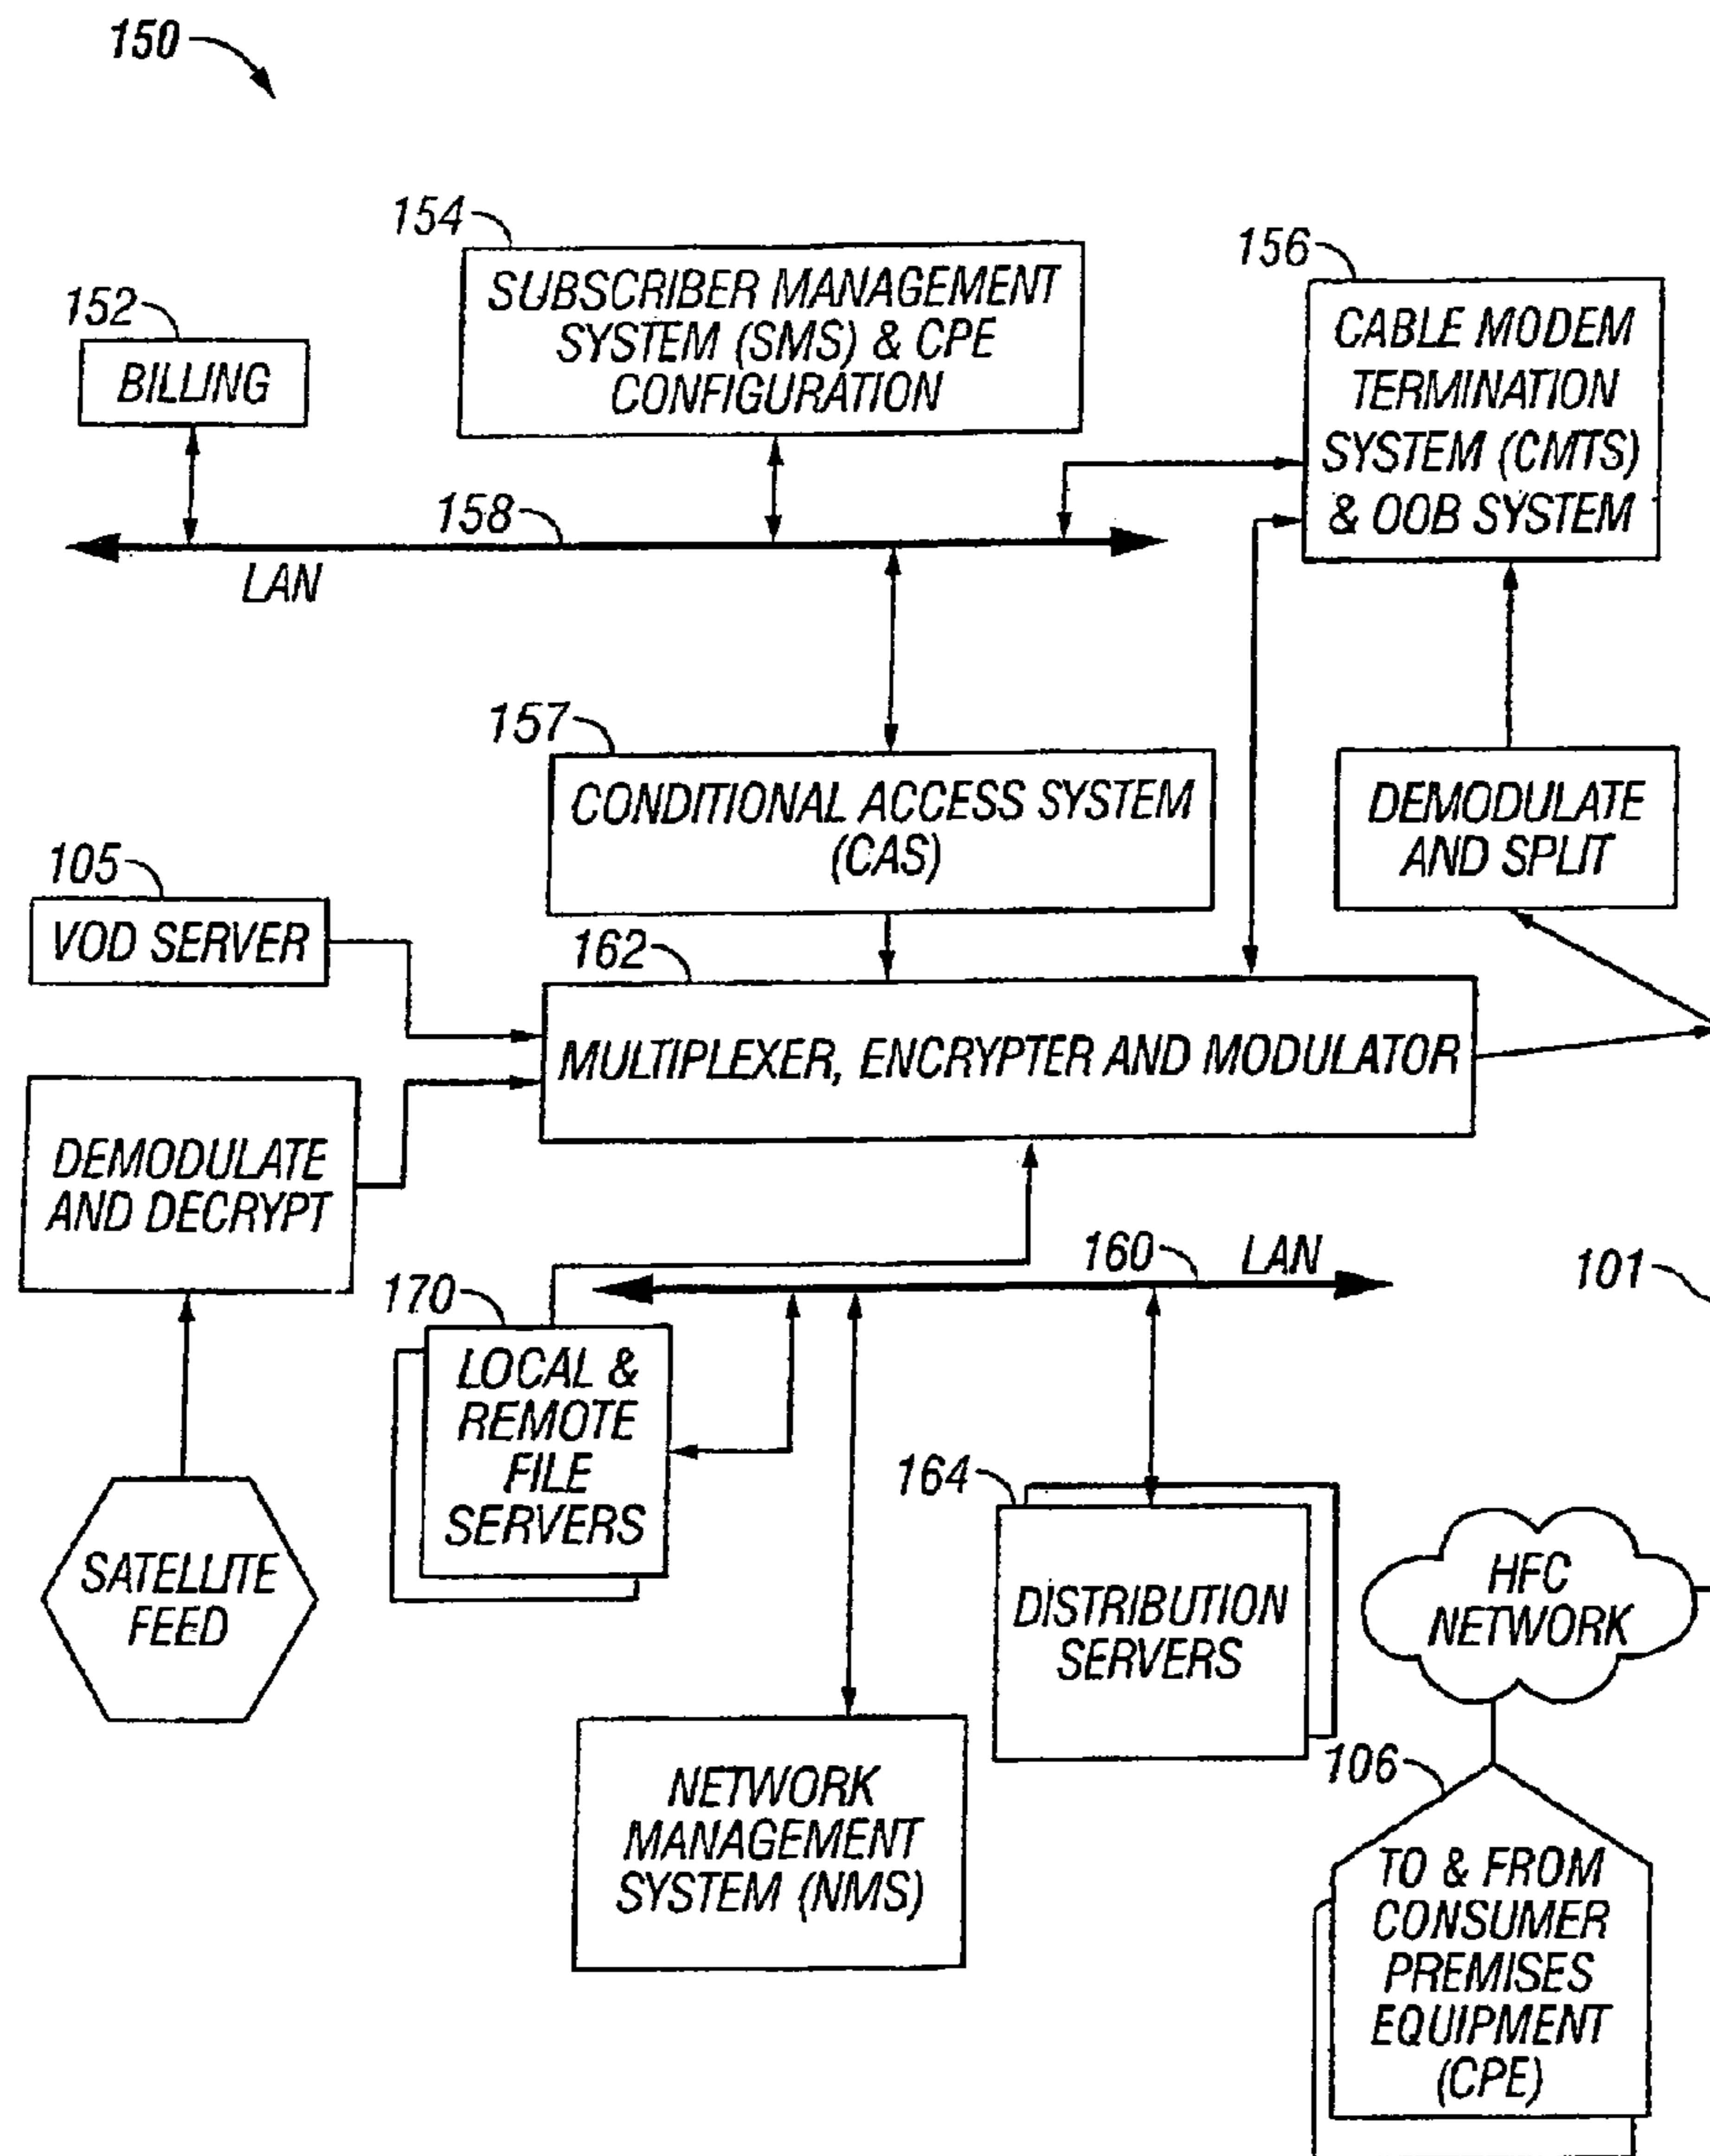 150
154
SUBSCRIBER MANAGEMENT
SYSTEM (SMS) & CPE
CONFIGURATION
156
CABLE MODEM
TERMINATION
SYSTEM (CMTS)
& OOB SYSTEM
152
BILLING
158
LAN
157
CONDITIONAL ACCESS SYSTEM
(CAS)
DEMODULATE
AND SPLIT
105
VOD SERVER
162
MULTIPLEXER, ENCRYPTER AND MODULATOR
DEMODULATE
AND DECRYPT
160
LAN
101
170
LOCAL &
REMOTE
FILE
SERVERS
164
DISTRIBUTION
SERVERS
SATELLITE
FEED
HFC
NETWORK
NETWORK
MANAGEMENT
SYSTEM (NMS)
106
TO & FROM
CONSUMER
PREMISES
EQUIPMENT
(CPE)